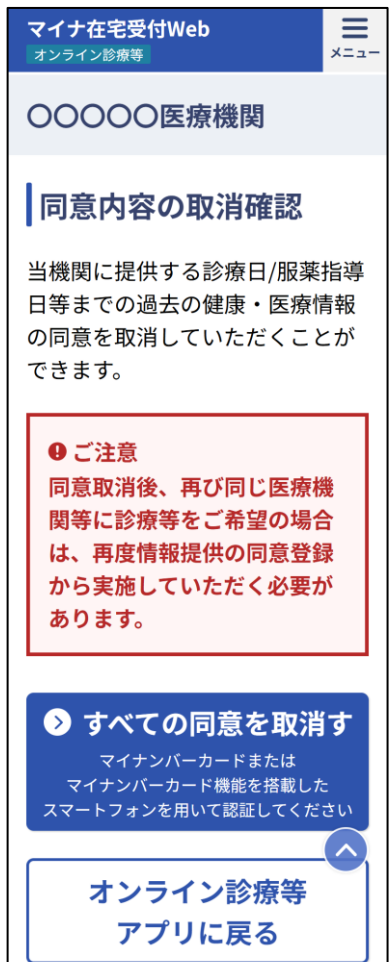 マイナ在宅受付Web
オンライン診療等
メニュー
〇〇〇〇〇医療機関
同意内容の取消確認
当機関に提供する診療日/服薬指導
日等までの過去の健康・医療情報
の同意を取消していただくことが
できます。
ご注意
同意取消後、再び同じ医療機
関等に診療等をご希望の場合
は、再度情報提供の同意登録
から実施していただく必要が
あります。
すべての同意を取消す
マイナンバーカードまたは
マイナンバーカード機能を搭載した
スマートフォンを用いて認証してください
オンライン診療等
アプリに戻る